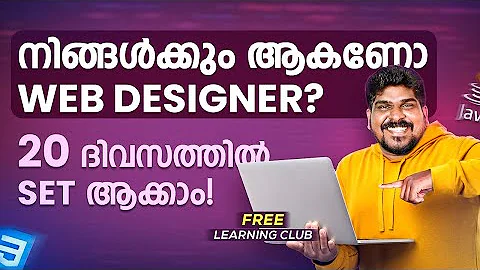 നിങ്ങൾക്കും ആകണോ
WEB DESIGNER?
20 ദിവസത്തിൽ
SET ആക്കാം!
FREE
LEARNING CLUB